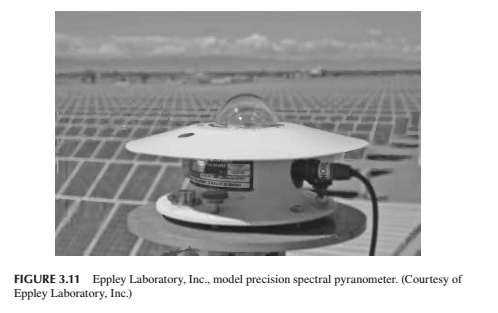 FIGURE 3.11 Eppley Laboratory, Inc., model precision spectral pyranometer. (Courtesy of
Eppley Laboratory, Inc.)